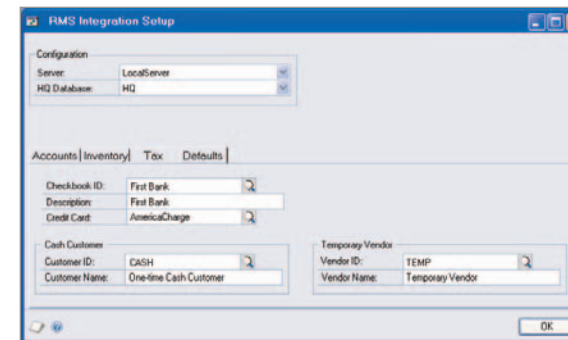 RMS Integration Setup
Configuration
Server: LocalServer
HQ Database: HQ
Accounts Inventory Tax Defaults
Checkbook ID: First Bank
Description: First Bank
Credit Card: AmericaCharge
Cash Customer
Customer ID: CASH
Customer Name: One-time Cash Customer
Temporary Vendor
Vendor ID: TEMP
Vendor Name: Temporary Vendor
OK